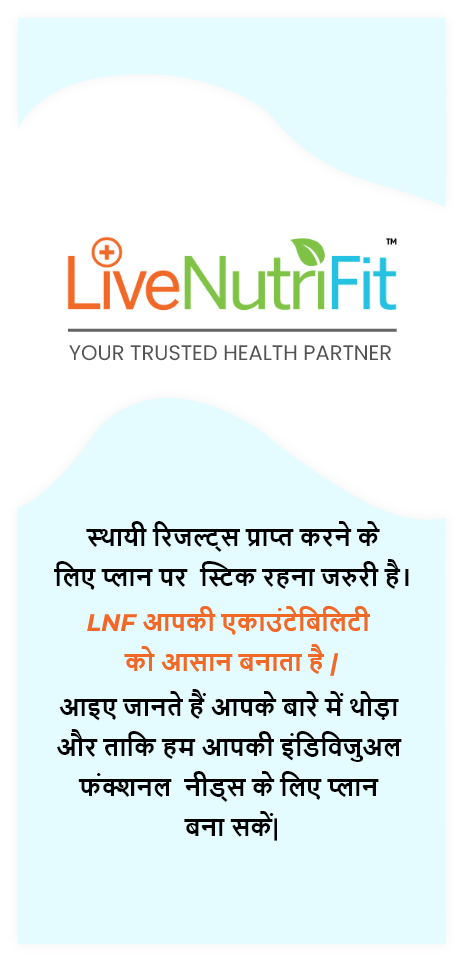 LiveNutriFit™
YOUR TRUSTED HEALTH PARTNER
स्थायी रिजल्ट्स प्राप्त करने के
लिए प्लान पर स्टिक रहना जरुरी है।
LNF आपकी एकाउंटेबिलिटी
को आसान बनाता है |
आइए जानते हैं आपके बारे में थोड़ा
और ताकि हम आपकी इंडिविजुअल
फंक्शनल नीड्स के लिए प्लान
बना सकें|